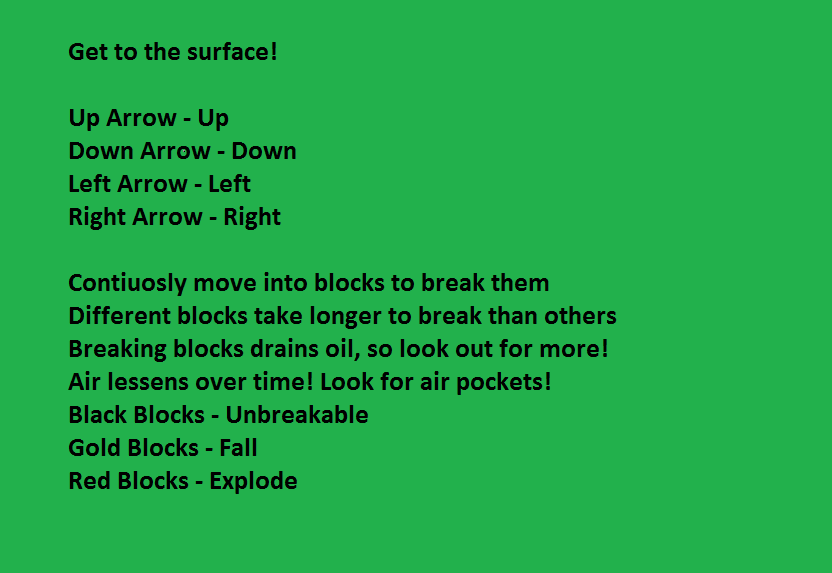 Get to the surface!
Up Arrow - Up
Down Arrow - Down
Left Arrow - Left
Right Arrow - Right
Contiuosly move into blocks to break them
Different blocks take longer to break than others
Breaking blocks drains oil, so look out for more!
Air lessens over time! Look for air pockets!
Black Blocks - Unbreakable
Gold Blocks - Fall
Red Blocks - Explode